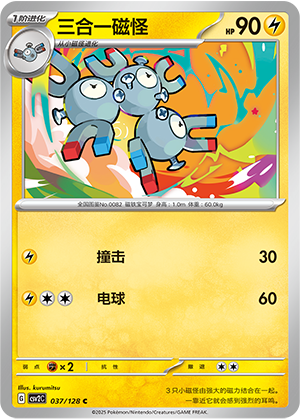 1阶进化
三合一磁怪
HP 90
从小磁怪进化
全国图鉴No.0082 磁铁宝可梦 身高：1.0m 体重：60.0kg
撞击 30
电球 60
弱点 ×2 抗性 撤退
Illus. kurumitsu
G CSV2C 037/128 C
3只小磁怪由强大的磁力结合在一起。
一靠近它就会感到强烈的耳鸣。
©2025 Pokémon/Nintendo/Creatures/GAME FREAK.